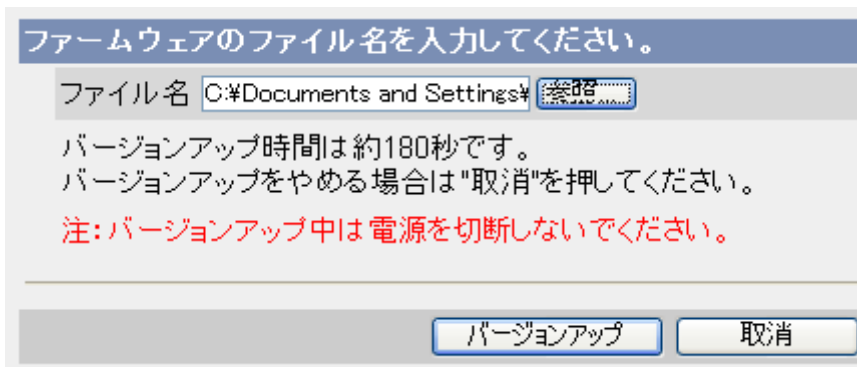 ファームウェアのファイル名を入力してください。
ファイル名 C:¥Documents and Settings¥ 参照...
バージョンアップ時間は約180秒です。
バージョンアップをやめる場合は"取消"を押してください。
注:バージョンアップ中は電源を切断しないでください。
バージョンアップ 取消